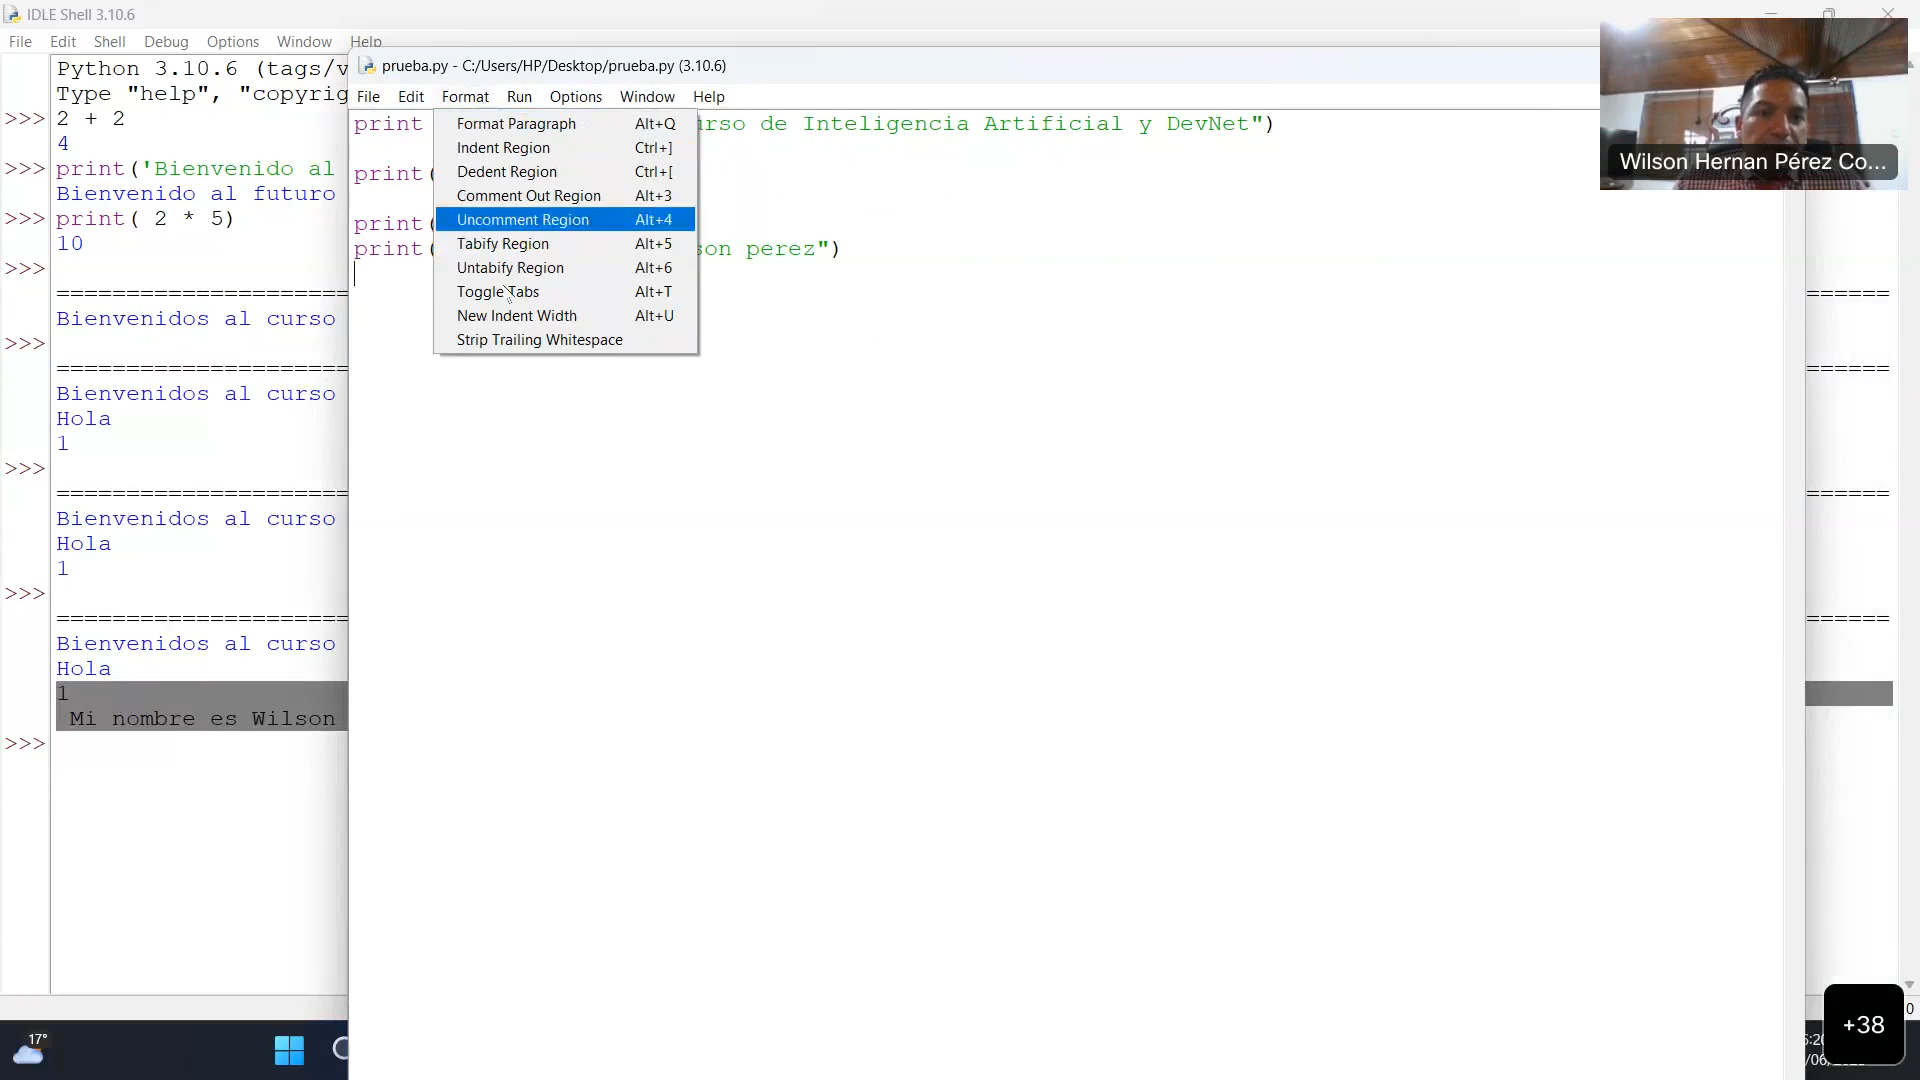 IDLE Shell 3.10.6
File Edit Shell Debug Options Window Help
Python 3.10.6 (tags/v
Type "help", "copyrig
>>> 2 + 2
4
>>> print('Bienvenido al
Bienvenido al futuro
>>> print( 2 * 5)
10
>>>
Bienvenidos al curso
>>>
Bienvenidos al curso
Hola
1
>>>
Bienvenidos al curso
Hola
1
>>>
Bienvenidos al curso
Hola
1
Mi nombre es Wilson
>>>
prueba.py - C:/Users/HP/Desktop/prueba.py (3.10.6)
File Edit Format Run Options Window Help
print urso de Inteligencia Artificial y DevNet")
print(
print(
print( son perez")
Format Paragraph Alt+Q
Indent Region Ctrl+]
Dedent Region Ctrl+[
Comment Out Region Alt+3
Uncomment Region Alt+4
Tabify Region Alt+5
Untabify Region Alt+6
Toggle Tabs Alt+T
New Indent Width Alt+U
Strip Trailing Whitespace
Wilson Hernan Pérez Co...
+38
17°